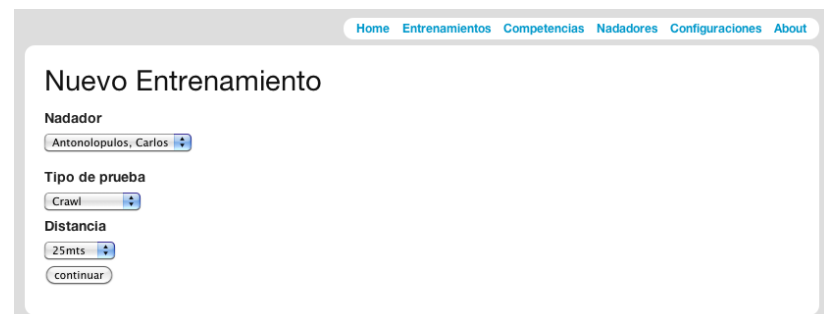 Home Entrenamientos Competencias Nadadores Configuraciones About
Nuevo Entrenamiento
Nadador
Antonolopulos, Carlos
Tipo de prueba
Crawl
Distancia
25mts
continuar